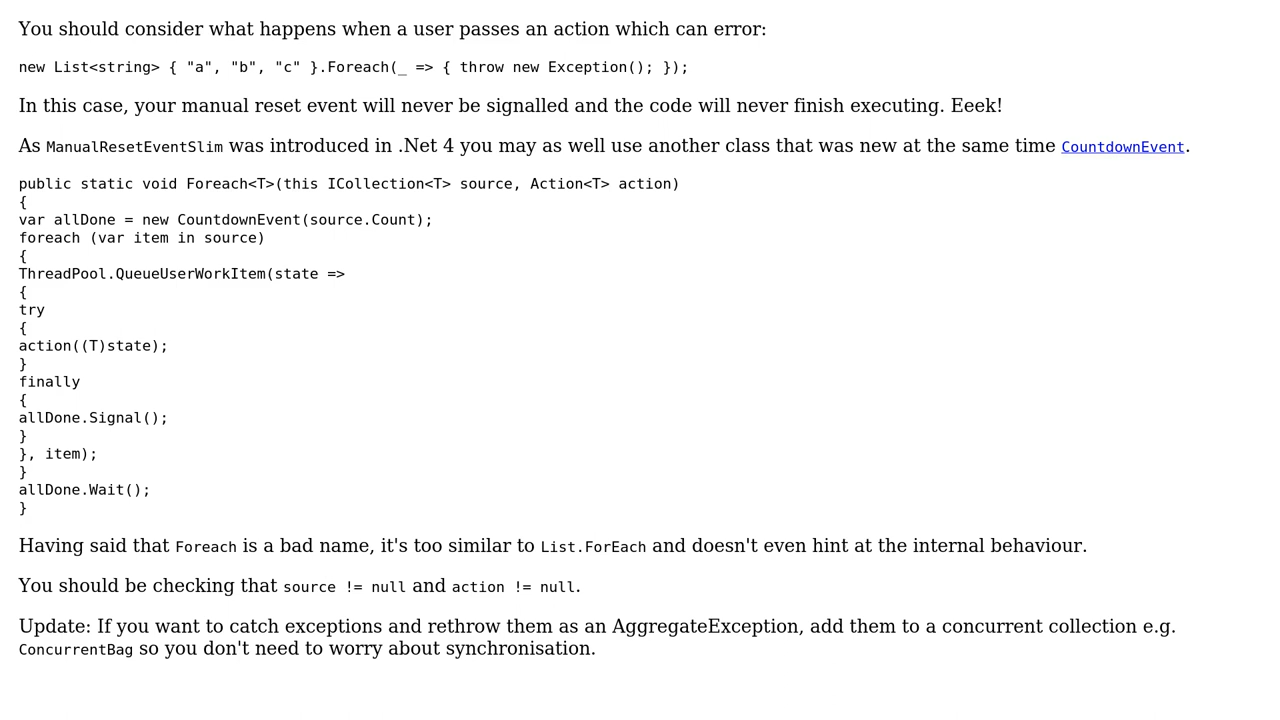 You should consider what happens when a user passes an action which can error:
new List<string> { "a", "b", "c" }.Foreach(_ => { throw new Exception(); });
In this case, your manual reset event will never be signalled and the code will never finish executing. Eeek!
As ManualResetEventSlim was introduced in .Net 4 you may as well use another class that was new at the same time CountdownEvent.
public static void Foreach<T>(this ICollection<T> source, Action<T> action)
{
var allDone = new CountdownEvent(source.Count);
foreach (var item in source)
{
ThreadPool.QueueUserWorkItem(state =>
{
try
{
action((T)state);
}
finally
{
allDone.Signal();
}
}, item);
}
allDone.Wait();
}
Having said that Foreach is a bad name, it's too similar to List.ForEach and doesn't even hint at the internal behaviour.
You should be checking that source != null and action != null.
Update: If you want to catch exceptions and rethrow them as an AggregateException, add them to a concurrent collection e.g.
ConcurrentBag so you don't need to worry about synchronisation.